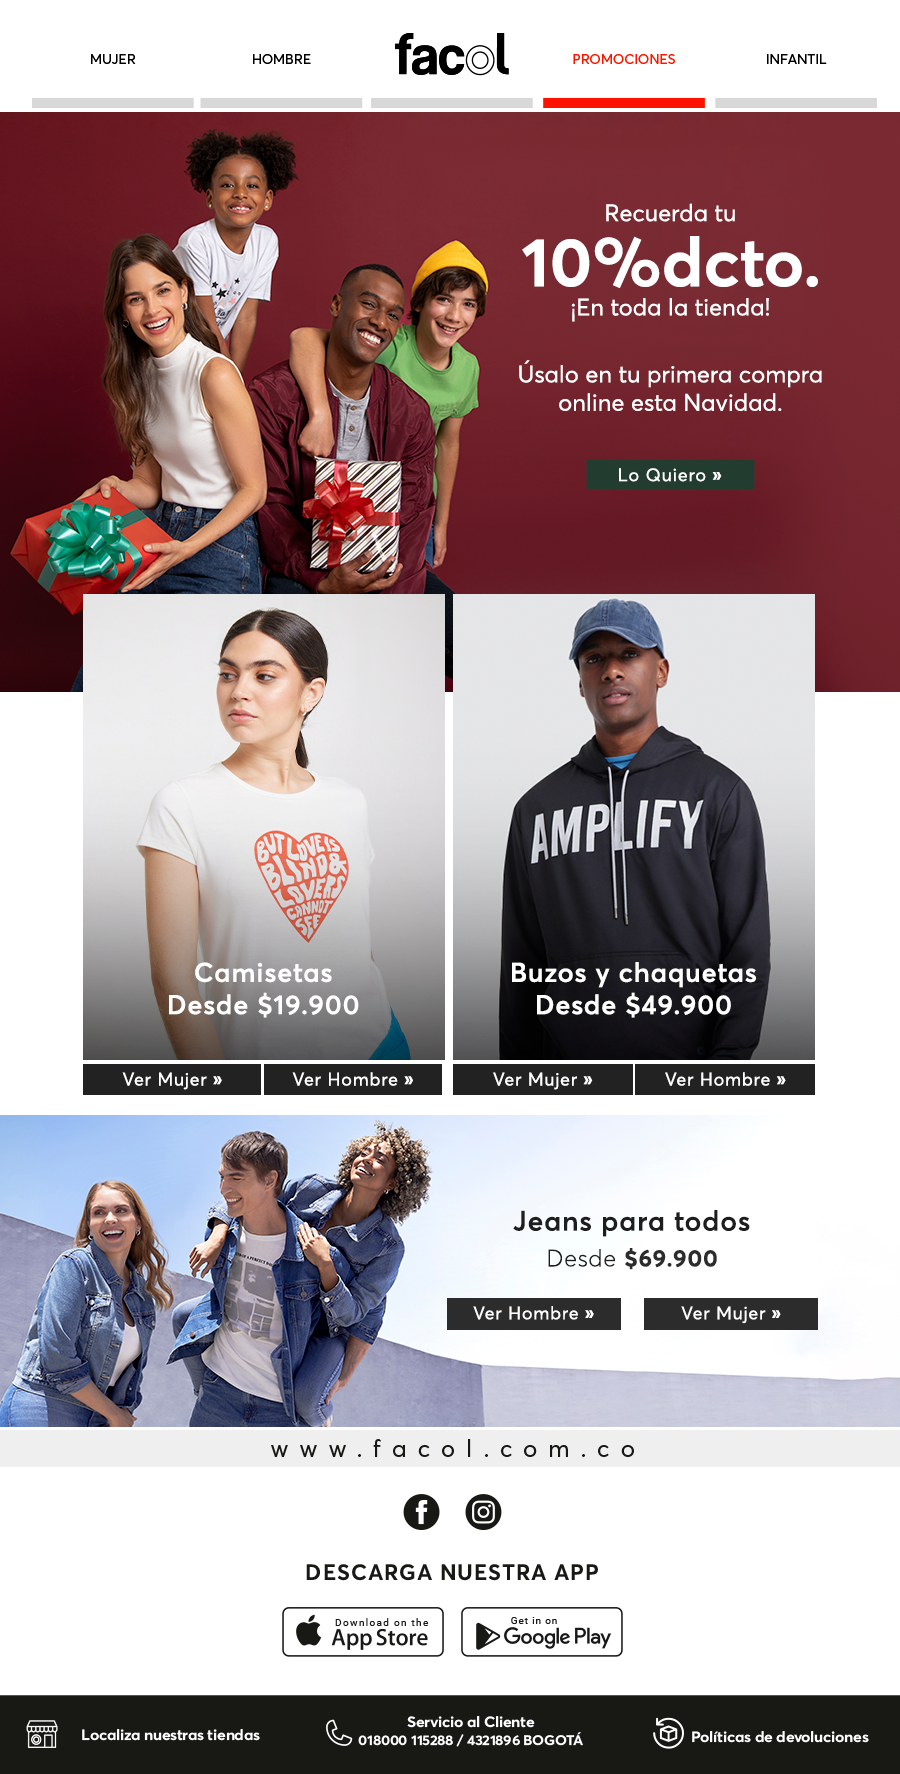 MUJER
HOMBRE
facol
PROMOCIONES
INFANTIL
Recuerda tu
10%dcto.
¡En toda la tienda!
Úsalo en tu primera compra
online esta Navidad.
Lo Quiero »
BUT LOVE IS
BLIND &
LOVERS
CANNOT
SEE
AMPLIFY
Camisetas
Desde $19.900
Buzos y chaquetas
Desde $49.900
Ver Mujer »
Ver Hombre »
Ver Mujer »
Ver Hombre »
Jeans para todos
Desde $69.900
Ver Hombre »
Ver Mujer »
www.facol.com.co
DESCARGA NUESTRA APP
Download on the
App Store
Get in on
Google Play
Localiza nuestras tiendas
Servicio al Cliente
018000 115288 / 4321896 BOGOTÁ
Políticas de devoluciones